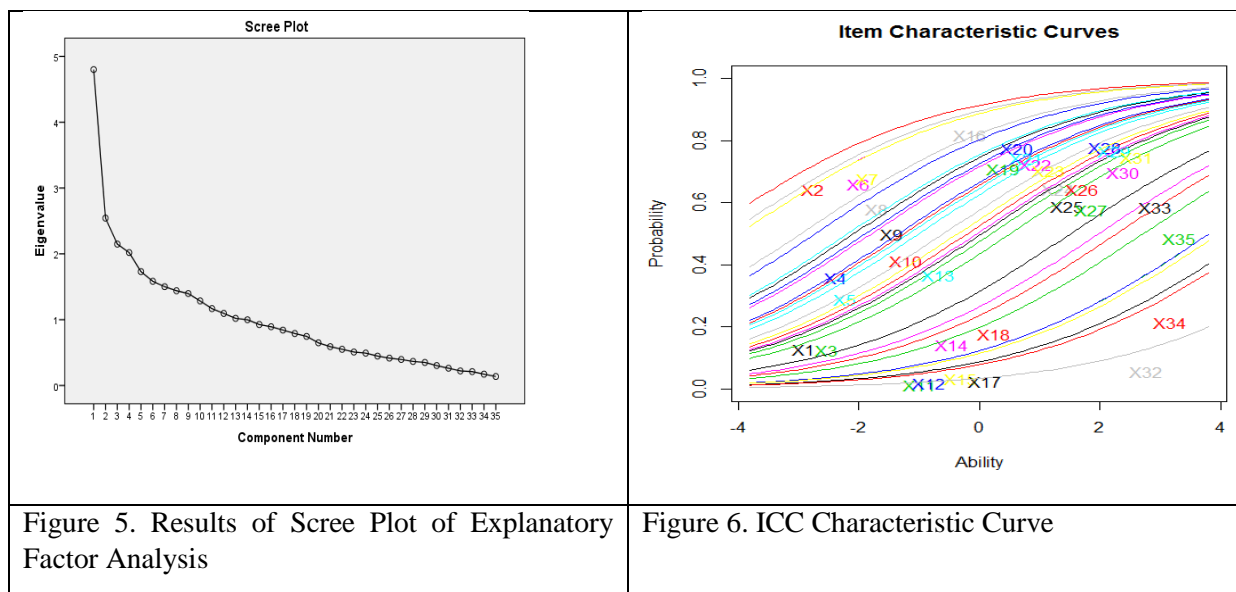 Scree Plot
Eigenvalue
5
4
3
2
1
0
1 2 3 4 5 6 7 8 9 10 11 12 13 14 15 16 17 18 19 20 21 22 23 24 25 26 27 28 29 30 31 32 33 34 35
Component Number
Item Characteristic Curves
Probability
1.0
0.8
0.6
0.4
0.2
0.0
X16
X20
X28
X22
X31
X19
X30
X7
X2
X6
X26
X8
X25
X27
X33
X9
X35
X10
X4
X13
X5
X34
X18
X14
X1
X3
X32
X12
X17
-4 -2 0 2 4
Ability
Figure 5. Results of Scree Plot of Explanatory
Factor Analysis
Figure 6. ICC Characteristic Curve